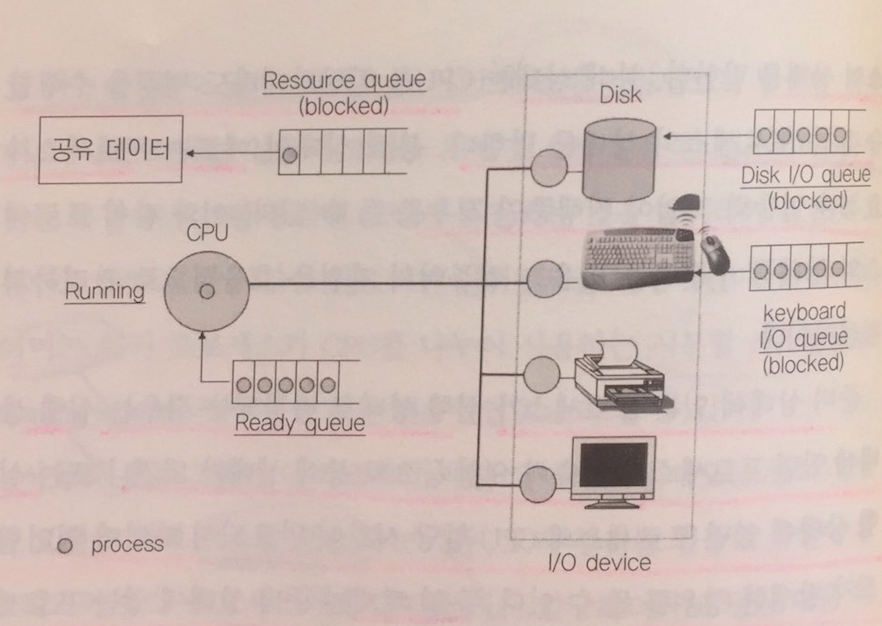 Resource queue
(blocked)
공유 데이터
CPU
Running
Ready queue
process
Disk
Disk I/O queue
(blocked)
keyboard
I/O queue
(blocked)
I/O device